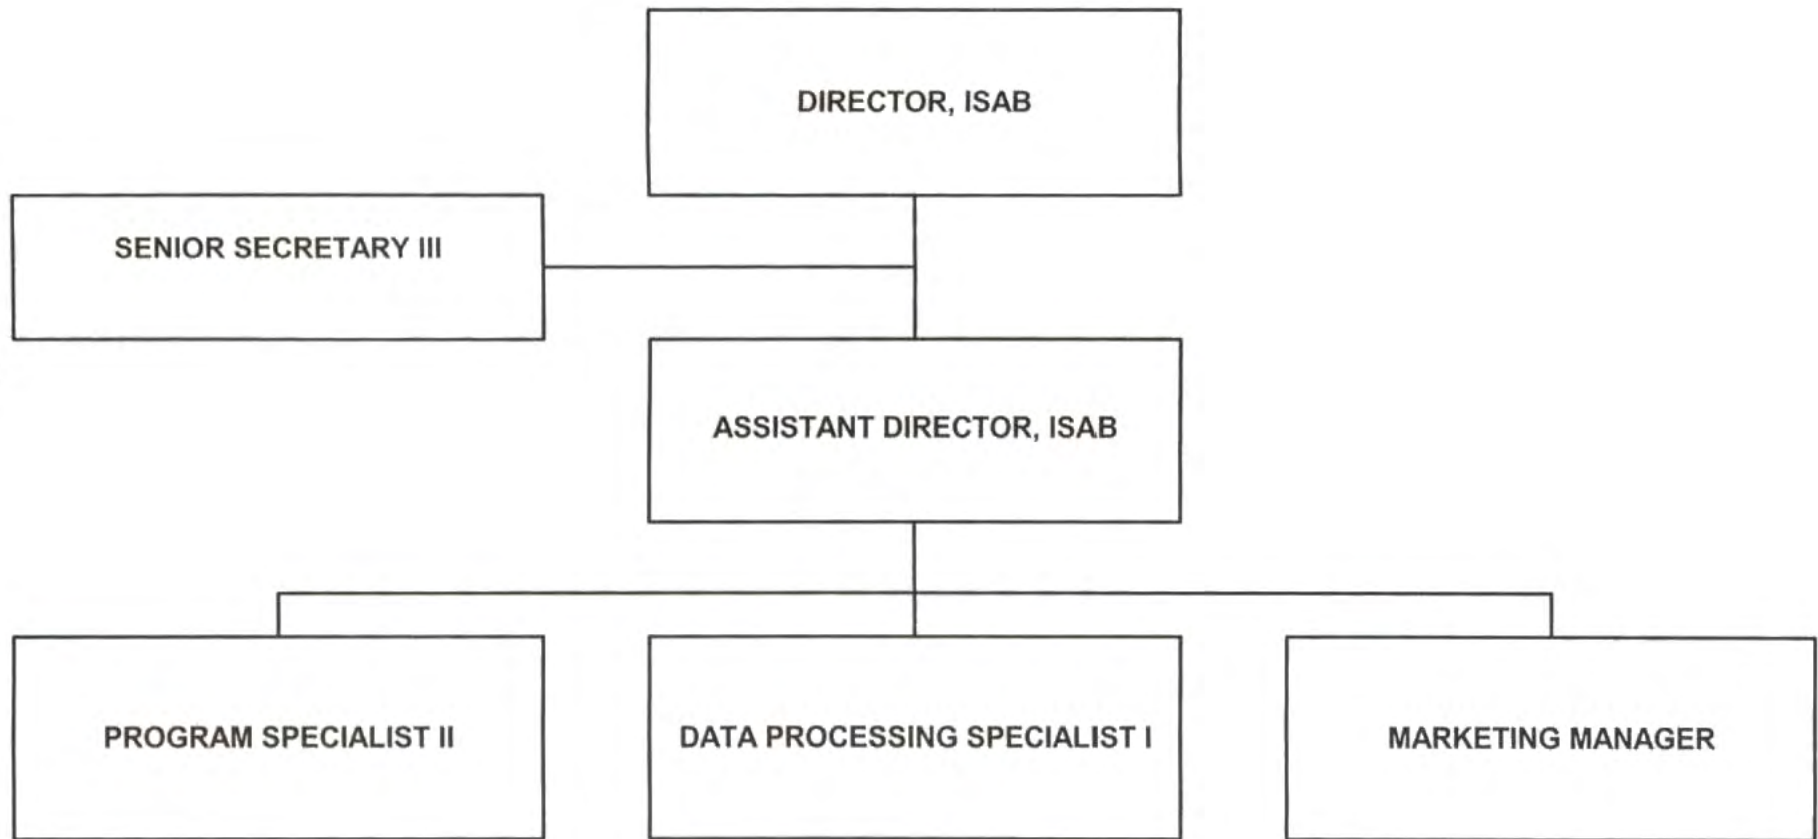 DIRECTOR, ISAB
SENIOR SECRETARY III
ASSISTANT DIRECTOR, ISAB
PROGRAM SPECIALIST II
DATA PROCESSING SPECIALIST I
MARKETING MANAGER